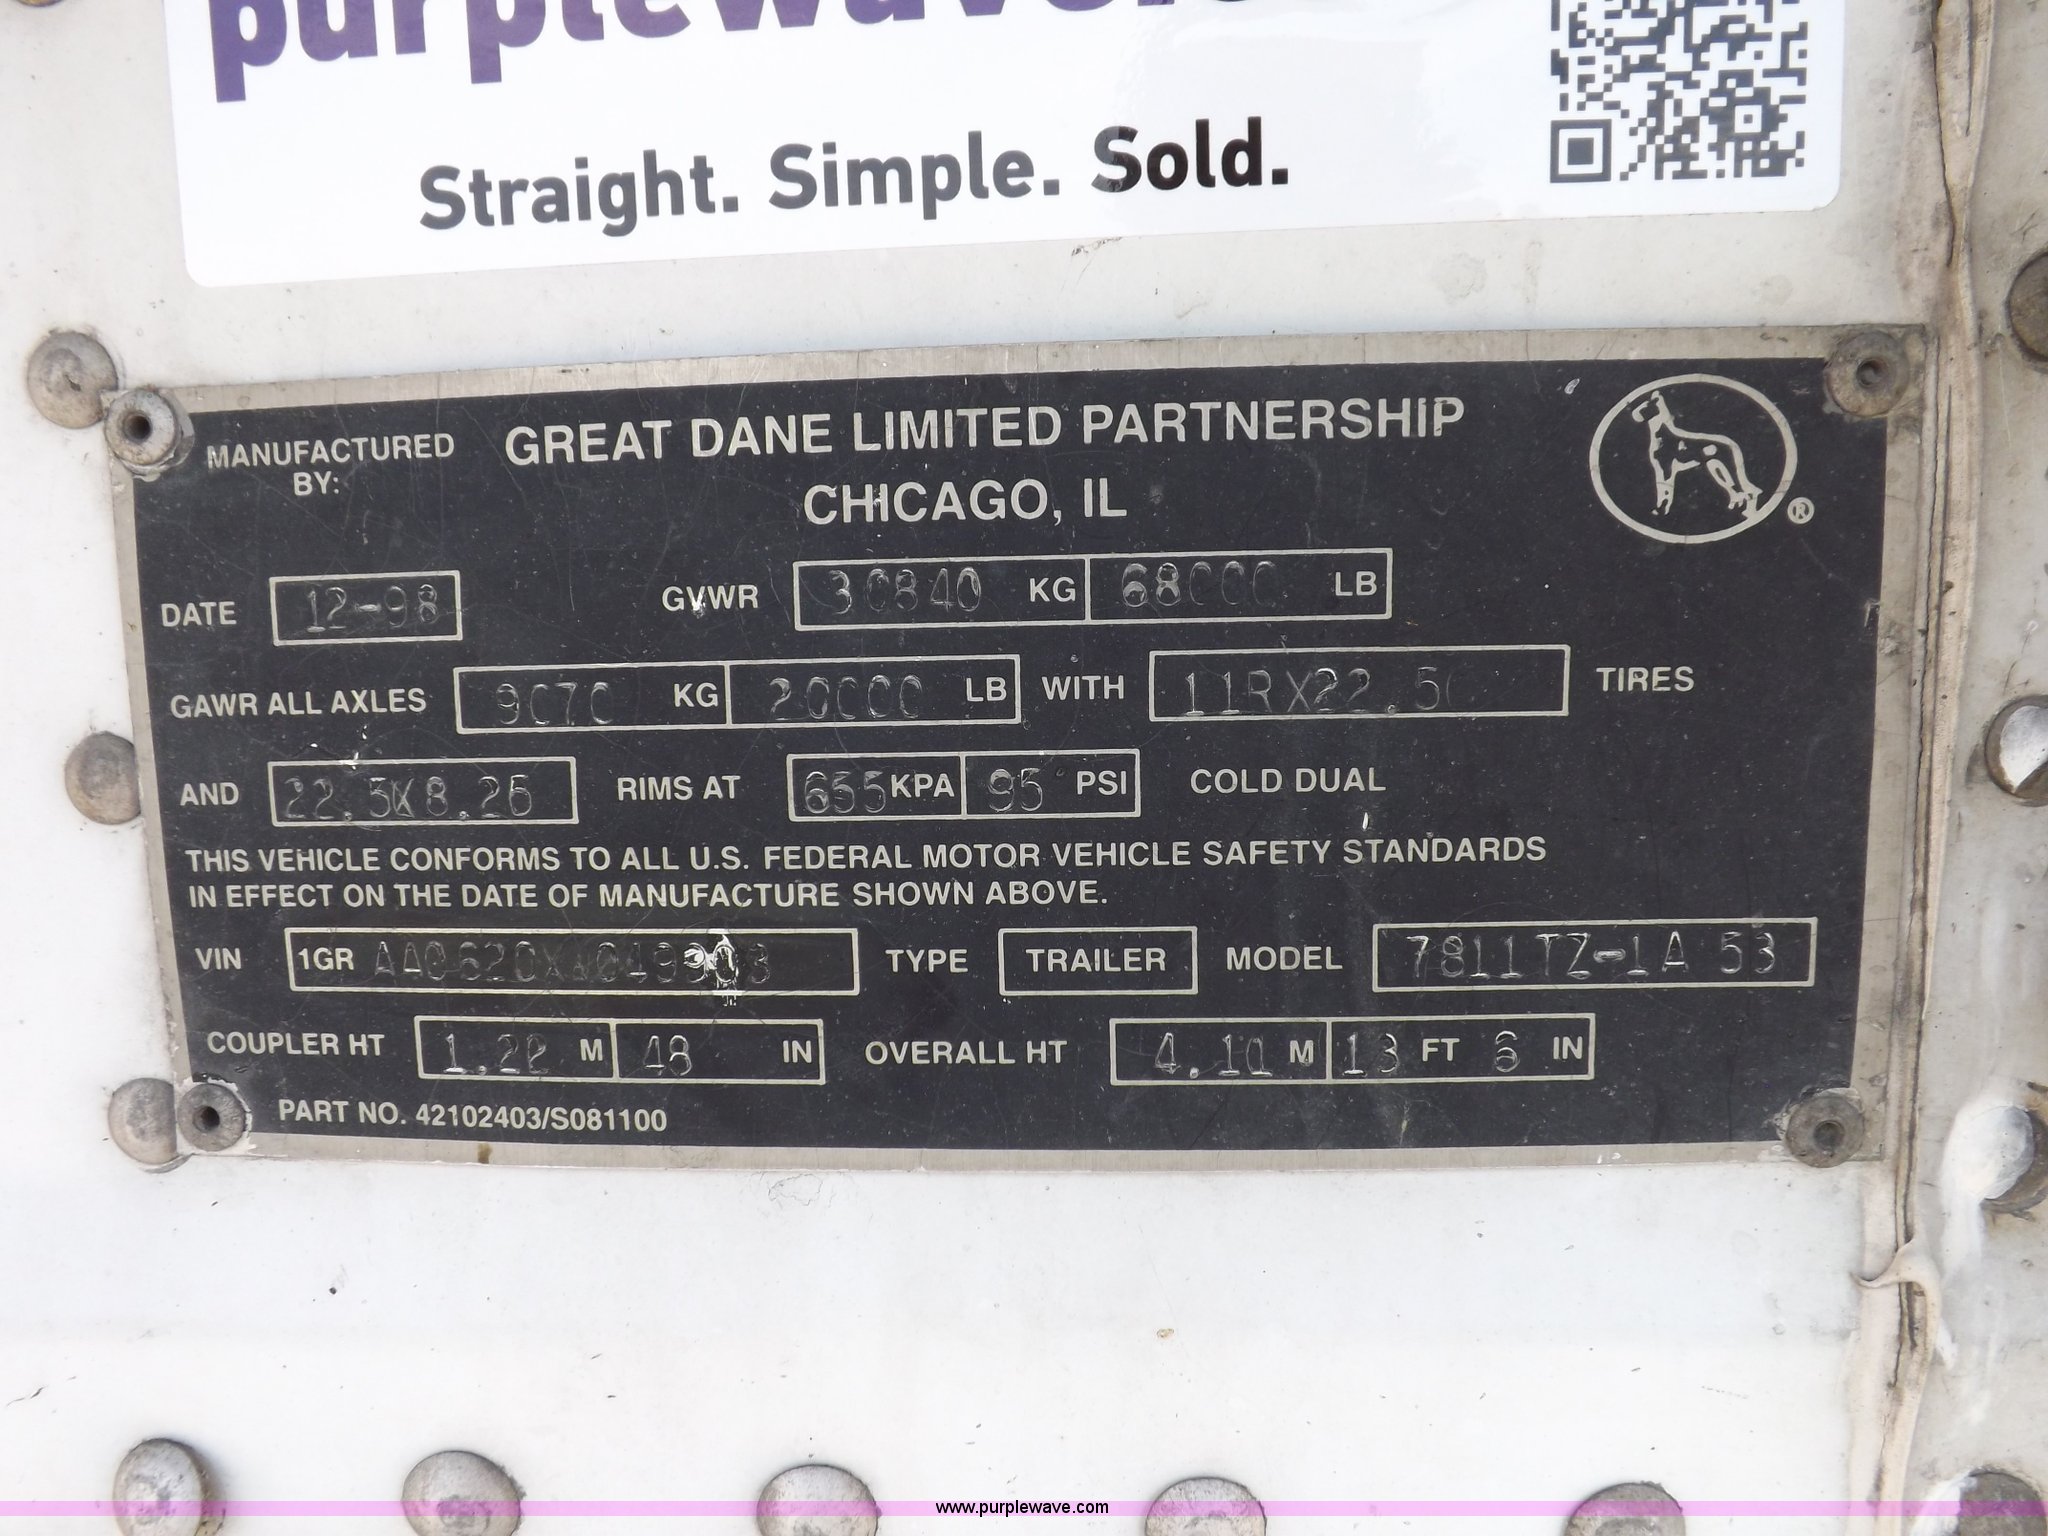 purplewave
Straight. Simple. Sold.
MANUFACTURED BY: GREAT DANE LIMITED PARTNERSHIP
CHICAGO, IL
DATE 12-98 GVWR 30840 KG 68000 LB
GAWR ALL AXLES 9070 KG 20000 LB WITH 11RX22.50 TIRES
AND 22.5X8.25 RIMS AT 655 KPA 95 PSI COLD DUAL
THIS VEHICLE CONFORMS TO ALL U.S. FEDERAL MOTOR VEHICLE SAFETY STANDARDS
IN EFFECT ON THE DATE OF MANUFACTURE SHOWN ABOVE.
VIN 1GR TYPE TRAILER MODEL 7811TZ-1A 53
COUPLER HT 1.22 M 48 IN OVERALL HT 4.11 M 13 FT 6 IN
PART NO. 42102403/S081100
www.purplewave.com